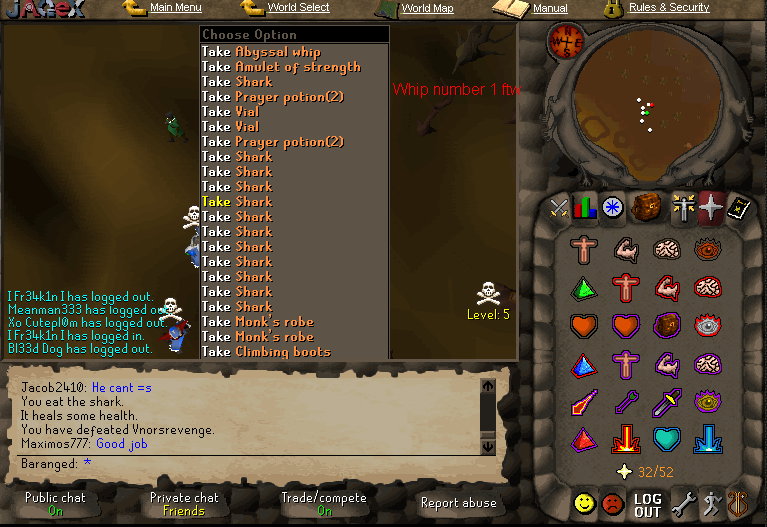 JAGeX
Main Menu
World Select
World Map
Manual
Rules & Security
Choose Option
Take Abyssal whip
Take Amulet of strength
Take Shark
Take Prayer potion(2)
Take Vial
Take Vial
Take Prayer potion(2)
Take Shark
Take Shark
Take Shark
Take Shark
Take Shark
Take Shark
Take Shark
Take Shark
Take Shark
Take Shark
Take Shark
Take Monk's robe
Take Monk's robe
Take Climbing boots
Whip number 1 ftw
I Fr34k1n I has logged out.
Meanman333 has logged out.
Xo Cutepl0m has logged out.
I Fr34k1n I has logged in.
Bl33d Dog has logged out.
Level: 5
Jacob2410: He cant =s
You eat the shark.
It heals some health.
You have defeated Vnorsrevenge.
Maximos777: Good job
Baranged: *
32/52
Public chat
On
Private chat
Friends
Trade/compete
On
Report abuse
LOG
OUT